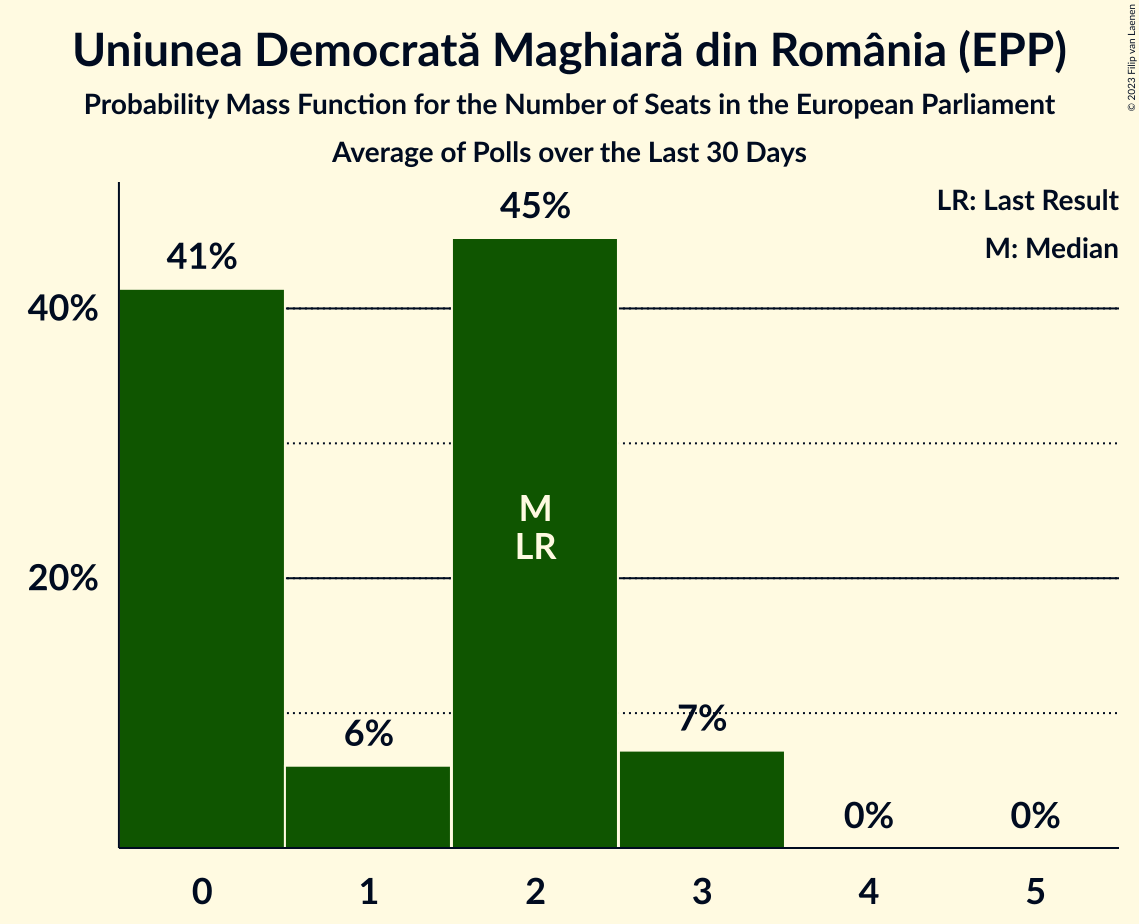 Uniunea Democrată Maghiară din România (EPP)
Probability Mass Function for the Number of Seats in the European Parliament
Average of Polls over the Last 30 Days
© 2023 Filip van Laenen
LR: Last Result
M: Median
45%
41%
40%
M
LR
20%
6%
7%
0%
0%
0
1
2
3
4
5